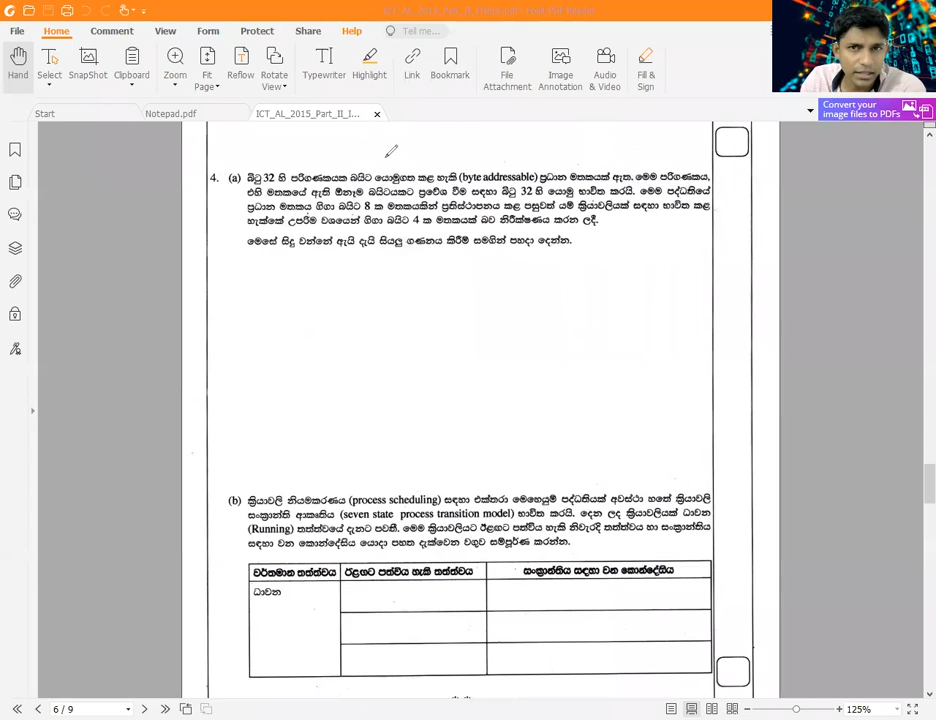 ICT_AL_2015_Part_II_I...pdf - Foxit PDF Reader
File Home Comment View Form Protect Share Help Tell me...
Hand Select SnapShot Clipboard Zoom Fit Page Reflow Rotate View Typewriter Highlight Link Bookmark File Attachment Image Annotation Audio & Video Fill & Sign
Convert your image files to PDFs
Start Notepad.pdf ICT_AL_2015_Part_II_I...
4. (a) බිටු 32 හි පරිගණකයක බයිට යොමුගත කළ හැකි (byte addressable) ප්‍රධාන මතකයක් ඇත. මෙම පරිගණකය,
එහි මතකයේ ඇති ඕනෑම බයිටයකට ප්‍රවේශ වීම සඳහා බිටු 32 හි යොමු භාවිත කරයි. මෙම පද්ධතියේ
ප්‍රධාන මතකය ගිගා බයිට 8 ක මතකයකින් ප්‍රතිස්ථාපනය කළ පසුවත් යම් ක්‍රියාවලියක් සඳහා භාවිත කළ
හැක්කේ උපරිම වශයෙන් ගිගා බයිට 4 ක මතකයක් බව නිරීක්ෂණය කරන ලදී.
මෙසේ සිදු වන්නේ ඇයි දැයි සියලු ගණනය කිරීම් සමගින් පහදා දෙන්න.
(b) ක්‍රියාවලි නියමකරණය (process scheduling) සඳහා එක්තරා මෙහෙයුම් පද්ධතියක් අවස්ථා හතේ ක්‍රියාවලි
සංක්‍රාන්ති ආකෘතිය (seven state process transition model) භාවිත කරයි. දෙන ලද ක්‍රියාවලියක් ධාවන
(Running) තත්ත්වයේ දැනට පවතී. මෙම ක්‍රියාවලියට ඊළඟට පත්විය හැකි නිවැරදි තත්ත්වය හා සංක්‍රාන්තිය
සඳහා වන කොන්දේසිය යොදා පහත දැක්වෙන වගුව සම්පූර්ණ කරන්න.
වර්තමාන තත්ත්වය ඊළඟට පත්විය හැකි තත්ත්වය සංක්‍රාන්තිය සඳහා වන කොන්දේසිය
ධාවන
* *
6 / 9 125%